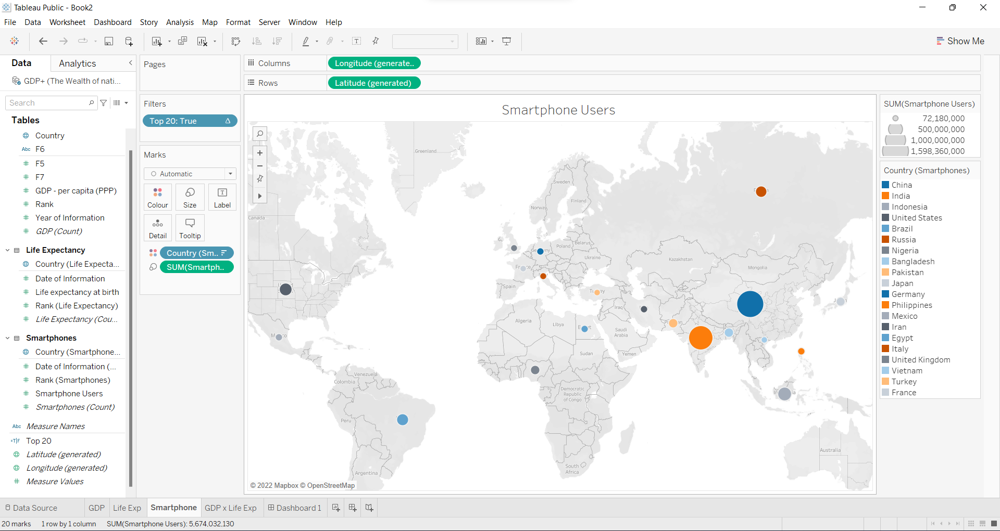 Tableau Public - Book2
File Data Worksheet Dashboard Story Analysis Map Format Server Window Help
Show Me
Data Analytics
GDP+ (The Wealth of nati...
Search
Tables
Country
Abc F6
# F5
# F7
# GDP - per capita (PPP)
# Rank
# Year of Information
# GDP (Count)
Life Expectancy
Country (Life Expecta...
# Date of Information
# Life expectancy at birth
# Rank (Life Expectancy)
# Life Expectancy (Cou...
Smartphones
Country (Smartphone...
# Date of Information (...
# Rank (Smartphones)
# Smartphone Users
# Smartphones (Count)
Abc Measure Names
=T|F Top 20
Latitude (generated)
Longitude (generated)
# Measure Values
Pages
Filters
Top 20: True
Marks
Automatic
Colour Size Label
Detail Tooltip
Country (Sm..
SUM(Smartph..
Columns Longitude (generate..
Rows Latitude (generated)
Smartphone Users
Greenland
Sweden
Finland
Norway
Canada
Poland
Belarus
Ukraine
Kazakhstan
Mongolia
Spain
Algeria
Libya
Iraq
Saudi
Arabia
Sudan
Yemen
Venezuela
Colombia
Democratic
Republic
of Congo
Peru
Australia
South
Africa
Argentina
© 2022 Mapbox © OpenStreetMap
SUM(Smartphone Users)
72,180,000
500,000,000
1,000,000,000
1,598,360,000
Country (Smartphones)
China
India
Indonesia
United States
Brazil
Russia
Nigeria
Bangladesh
Pakistan
Japan
Germany
Philippines
Mexico
Iran
Egypt
Italy
United Kingdom
Vietnam
Turkey
France
Data Source GDP Life Exp Smartphone GDP x Life Exp Dashboard 1
20 marks 1 row by 1 column SUM(Smartphone Users): 5,674,032,130